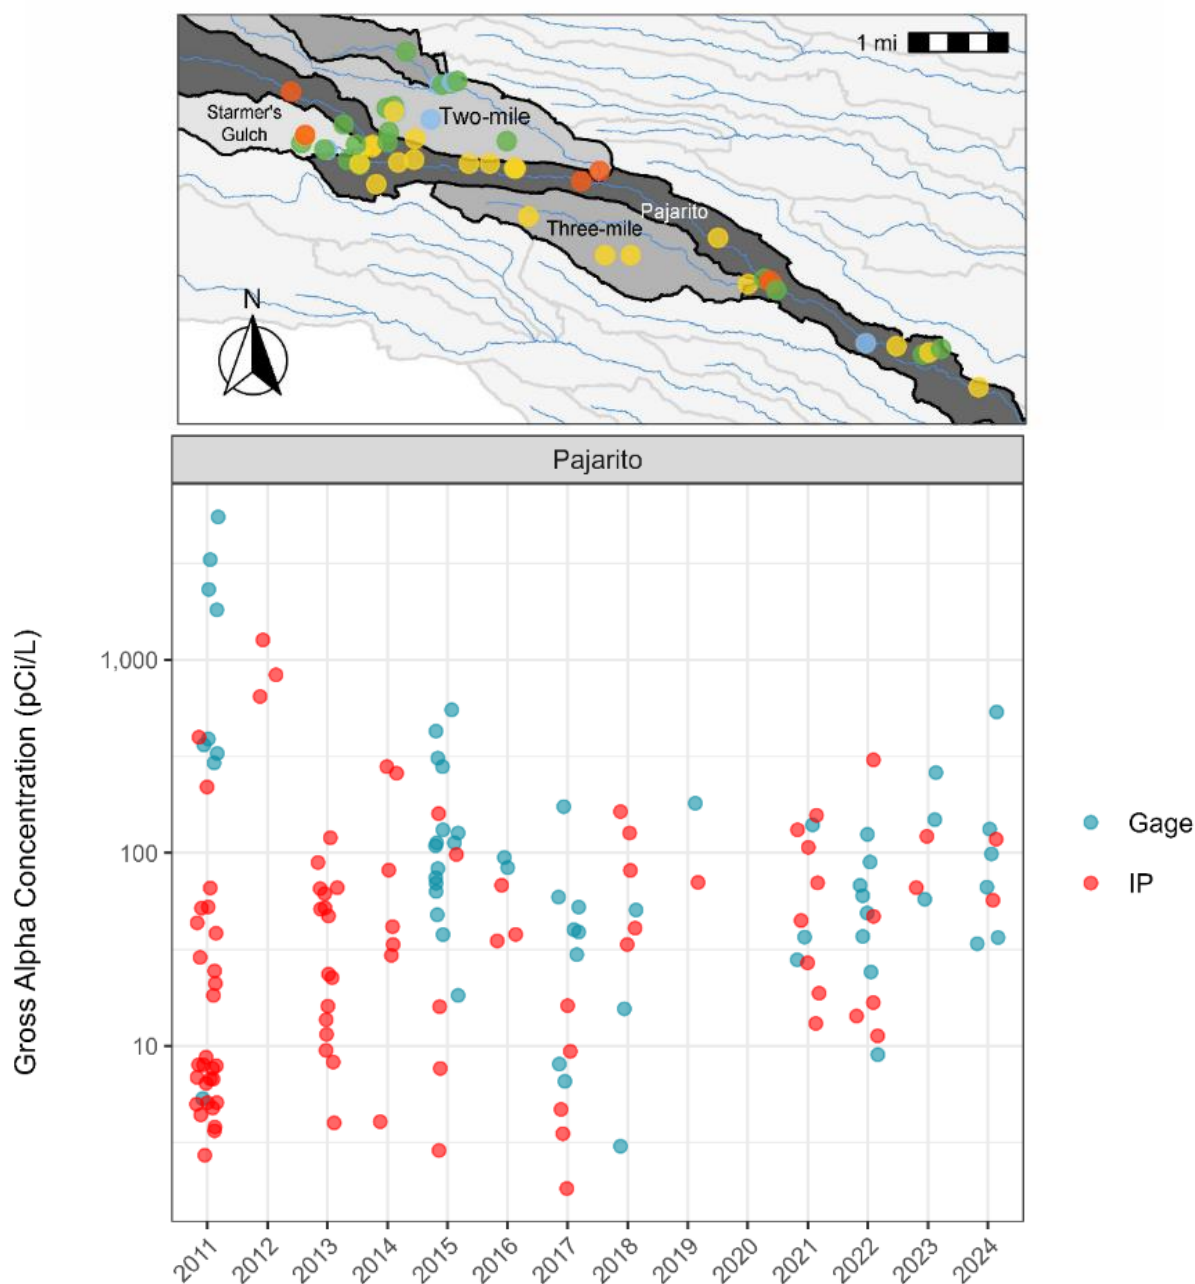 1 mi
Starmer's
Gulch
Two-mile
Pajarito
Three-mile
N
Pajarito
Gross Alpha Concentration (pCi/L)
1,000
100
10
2011 2012 2013 2014 2015 2016 2017 2018 2019 2020 2021 2022 2023 2024
Gage
IP